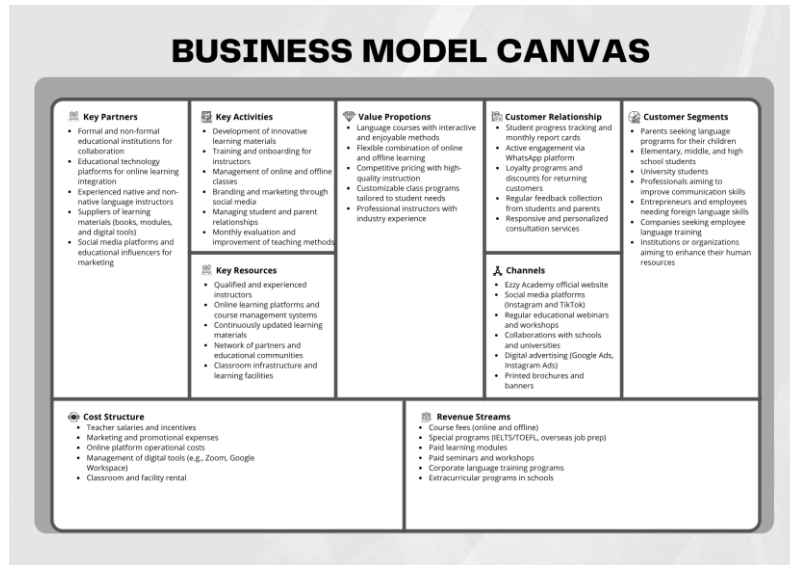 BUSINESS MODEL CANVAS
Key Partners
• Formal and non-formal
educational institutions for
collaboration
• Educational technology
platforms for online learning
integration
• Experienced native and non-
native language instructors
• Suppliers of learning
materials (books, modules,
and digital tools)
• Social media platforms and
educational influencers for
marketing
Key Activities
• Development of innovative
learning materials
• Training and onboarding for
instructors
• Management of online and offline
classes
• Branding and marketing through
social media
• Managing student and parent
relationships
• Monthly evaluation and
improvement of teaching methods
Key Resources
• Qualified and experienced
instructors
• Online learning platforms and
course management systems
• Continuously updated learning
materials
• Network of partners and
educational communities
• Classroom infrastructure and
learning facilities
Value Propotions
• Language courses with interactive
and enjoyable methods
• Flexible combination of online
and offline learning
• Competitive pricing with high-
quality instruction
• Customizable class programs
tailored to student needs
• Professional instructors with
industry experience
Customer Relationship
• Student progress tracking and
monthly report cards
• Active engagement via
WhatsApp platform
• Loyalty programs and
discounts for returning
customers
• Regular feedback collection
from students and parents
• Responsive and personalized
consultation services
Channels
• Ezzy Academy official website
• Social media platforms
(Instagram and TikTok)
• Regular educational webinars
and workshops
• Collaborations with schools
and universities
• Digital advertising (Google Ads,
Instagram Ads)
• Printed brochures and
banners
Customer Segments
• Parents seeking language
programs for their children
• Elementary, middle, and high
school students
• University students
• Professionals aiming to
improve communication skills
• Entrepreneurs and employees
needing foreign language skills
• Companies seeking employee
language training
• Institutions or organizations
aiming to enhance their human
resources
Cost Structure
• Teacher salaries and incentives
• Marketing and promotional expenses
• Online platform operational costs
• Management of digital tools (e.g., Zoom, Google
Workspace)
• Classroom and facility rental
Revenue Streams
• Course fees (online and offline)
• Special programs (IELTS/TOEFL, overseas job prep)
• Paid learning modules
• Paid seminars and workshops
• Corporate language training programs
• Extracurricular programs in schools